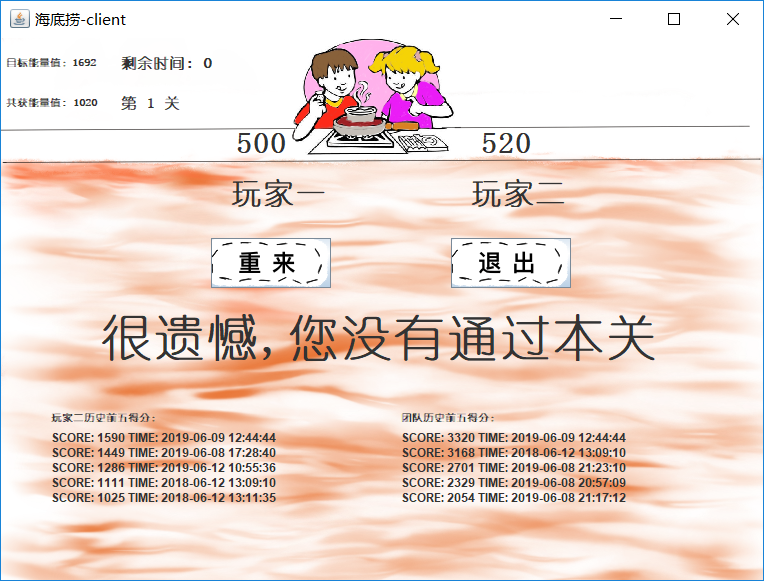 海底捞-client
目标能量值: 1692
剩余时间: 0
共获能量值: 1020
第 1 关
500
520
玩家一
玩家二
重 来
退 出
很遗憾,您没有通过本关
玩家二历史前五得分:
SCORE: 1590 TIME: 2019-06-09 12:44:44
SCORE: 1449 TIME: 2019-06-08 17:28:40
SCORE: 1286 TIME: 2019-06-12 10:55:36
SCORE: 1111 TIME: 2018-06-12 13:09:10
SCORE: 1025 TIME: 2018-06-12 13:11:35
团队历史前五得分:
SCORE: 3320 TIME: 2019-06-09 12:44:44
SCORE: 3168 TIME: 2018-06-12 13:09:10
SCORE: 2701 TIME: 2019-06-08 21:23:10
SCORE: 2329 TIME: 2019-06-08 20:57:09
SCORE: 2054 TIME: 2019-06-08 21:17:12